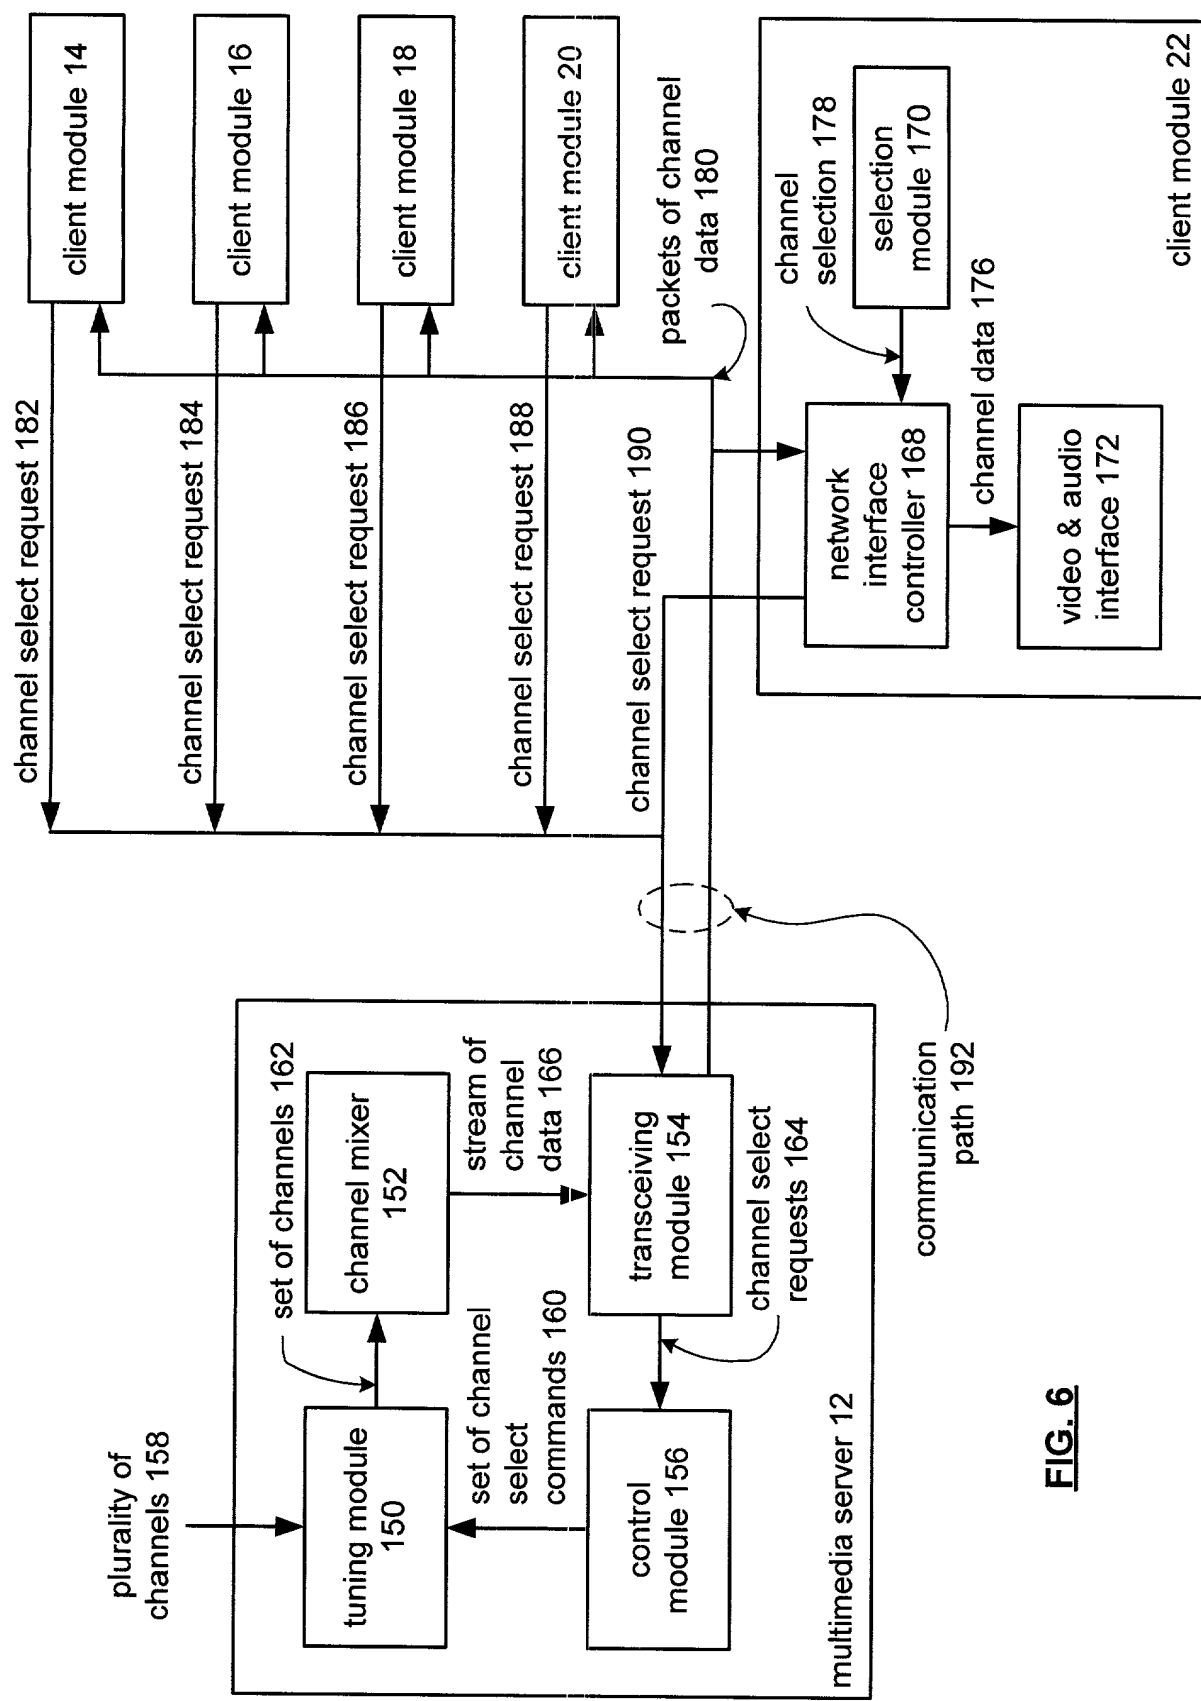 plurality of
channels 158
tuning module
150
set of channels 162
channel mixer
152
set of channel
select
commands 160
stream of
channel
data 166
control
module 156
transceiving
module 154
channel select
requests 164
multimedia server 12
communication
path 192
channel select request 182
client module 14
channel select request 184
client module 16
channel select request 186
client module 18
channel select request 188
client module 20
channel select request 190
packets of channel
data 180
channel
selection 178
network
interface
controller 168
selection
module 170
channel data 176
video & audio
interface 172
client module 22
FIG. 6